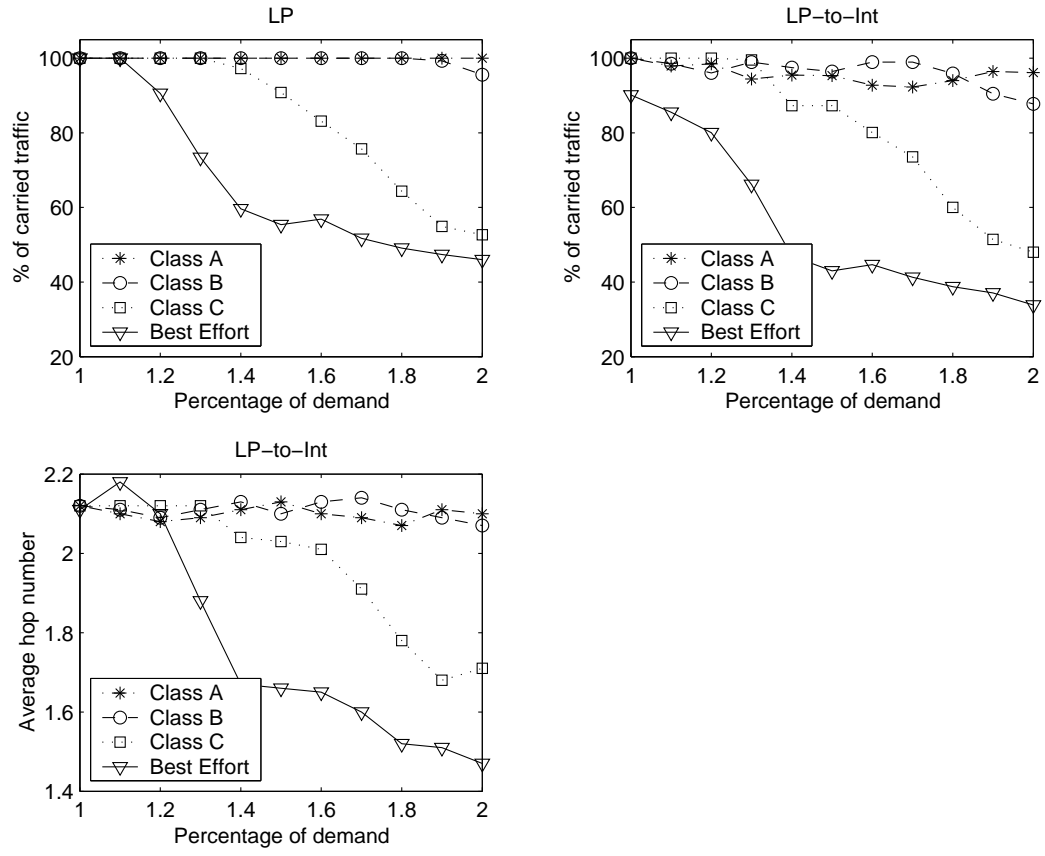 LP
% of carried traffic
100
80
60
40
20
Class A
Class B
Class C
Best Effort
1
1.2
1.4
1.6
1.8
2
Percentage of demand
LP-to-Int
% of carried traffic
100
80
60
40
20
Class A
Class B
Class C
Best Effort
1
1.2
1.4
1.6
1.8
2
Percentage of demand
LP-to-Int
Average hop number
2.2
2
1.8
1.6
1.4
Class A
Class B
Class C
Best Effort
1
1.2
1.4
1.6
1.8
2
Percentage of demand